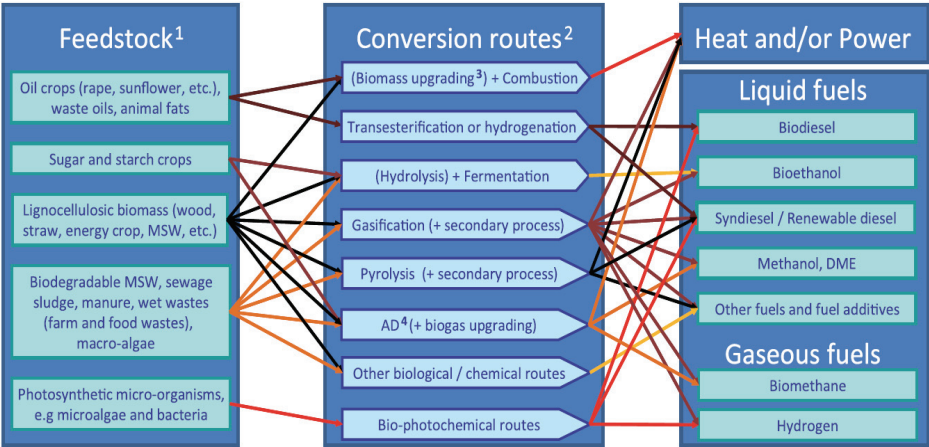 Feedstock¹
Oil crops (rape, sunflower, etc.),
waste oils, animal fats
Sugar and starch crops
Lignocellulosic biomass (wood,
straw, energy crop, MSW, etc.)
Biodegradable MSW, sewage
sludge, manure, wet wastes
(farm and food wastes),
macro-algae
Photosynthetic micro-organisms,
e.g microalgae and bacteria
Conversion routes²
(Biomass upgrading³) + Combustion
Transesterification or hydrogenation
(Hydrolysis) + Fermentation
Gasification (+ secondary process)
Pyrolysis (+ secondary process)
AD⁴ (+ biogas upgrading)
Other biological / chemical routes
Bio-photochemical routes
Heat and/or Power
Liquid fuels
Biodiesel
Bioethanol
Syndiesel / Renewable diesel
Methanol, DME
Other fuels and fuel additives
Gaseous fuels
Biomethane
Hydrogen